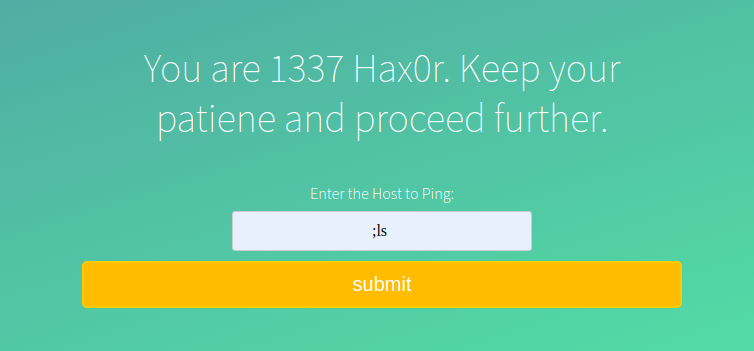 You are 1337 Hax0r. Keep your
patiene and proceed further.
Enter the Host to Ping:
;ls
submit